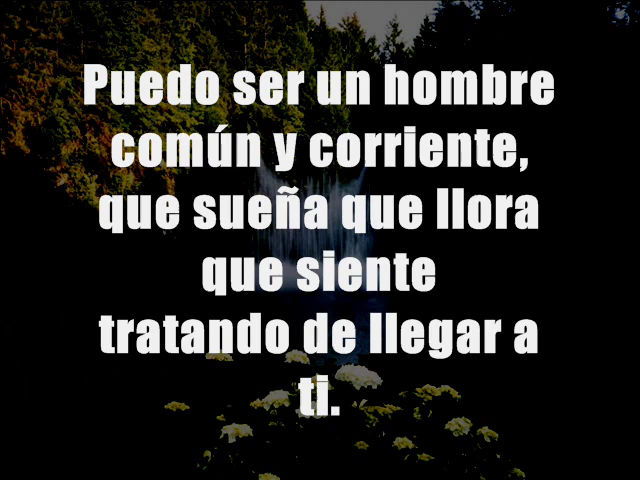 Puedo ser un hombre
común y corriente,
que sueña que llora
que siente
tratando de llegar a
ti.